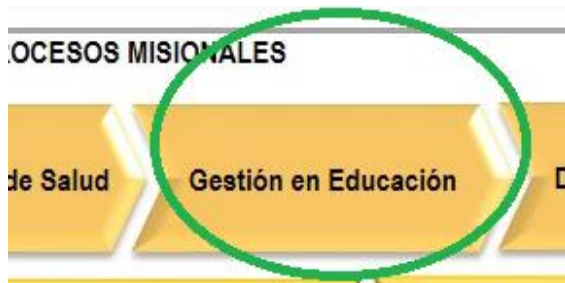 OCESOS MISIONALES
de Salud
Gestión en Educación
D